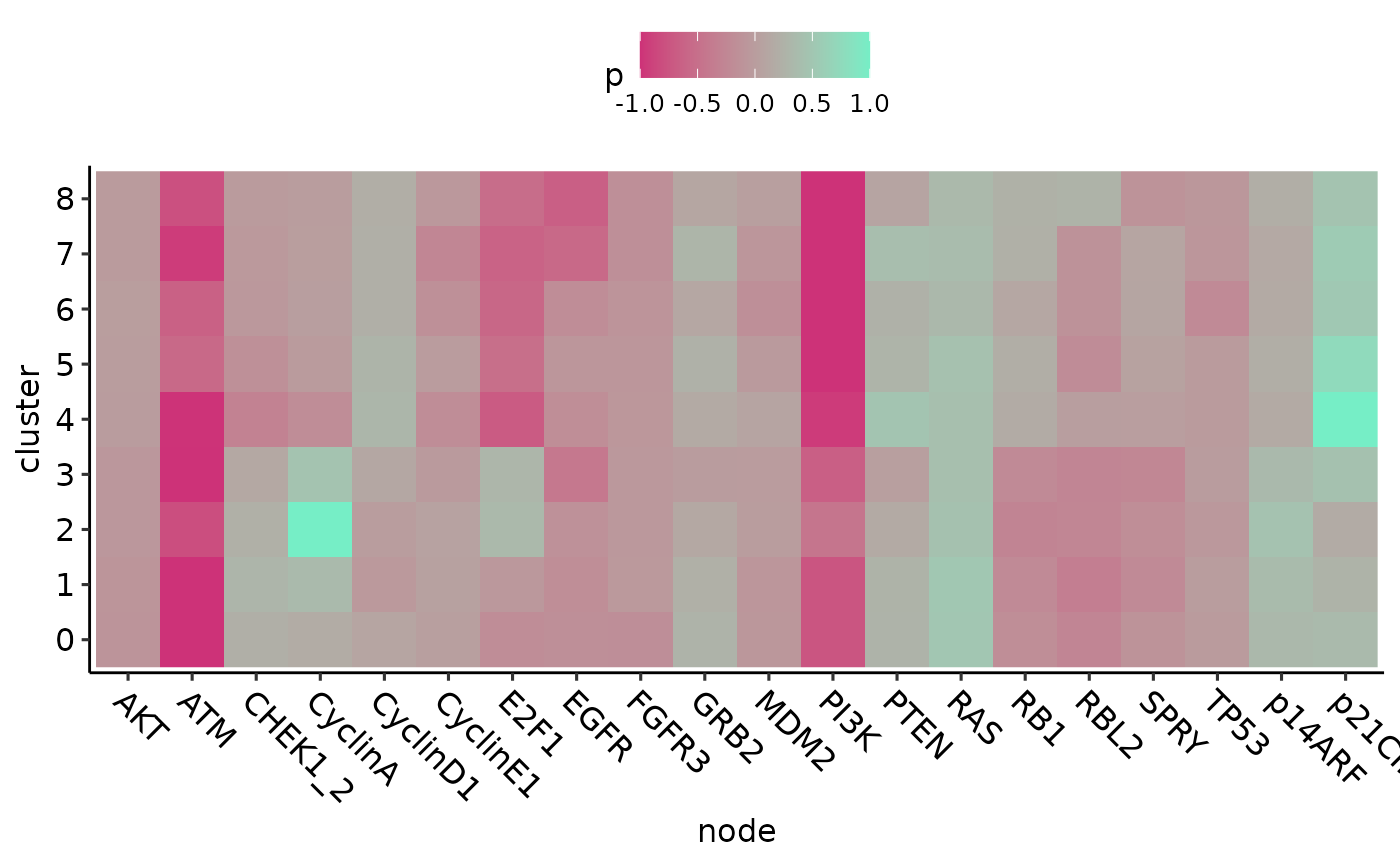 p
-1.0 -0.5 0.0 0.5 1.0
cluster
8
7
6
5
4
3
2
1
0
AKT
ATM
CHEK1_2
CyclinA
CyclinD1
CyclinE1
E2F1
EGFR
FGFR3
GRB2
MDM2
PI3K
PTEN
RAS
RB1
RBL2
SPRY
TP53
p14ARF
node